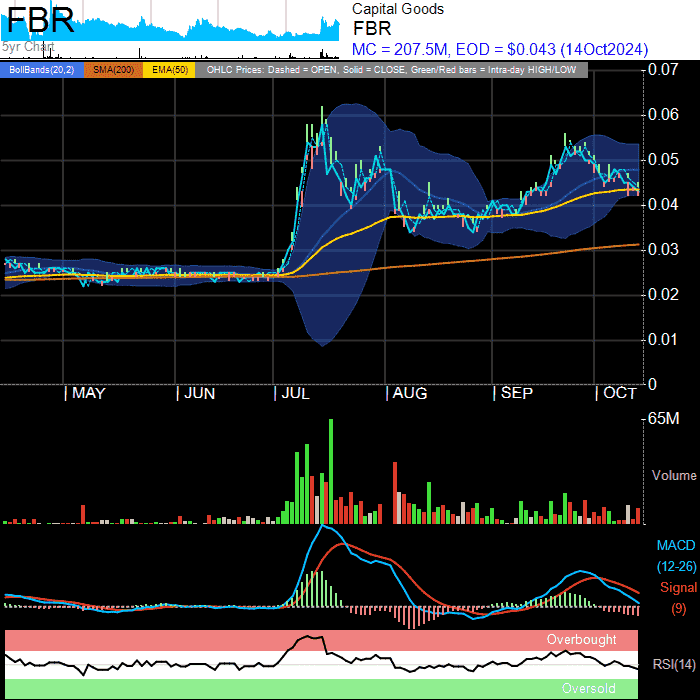 FBR
5yr Chart
Capital Goods
FBR
MC = 207.5M, EOD = $0.043 (14Oct2024)
BollBands(20,2) SMA(200) EMA(50) OHLC Prices: Dashed = OPEN, Solid = CLOSE, Green/Red bars = Intra-day HIGH/LOW
0.07
0.06
0.05
0.04
0.03
0.02
0.01
0
MAY JUN JUL AUG SEP OCT
65M
Volume
MACD
(12-26)
Signal
(9)
Overbought
RSI(14)
Oversold